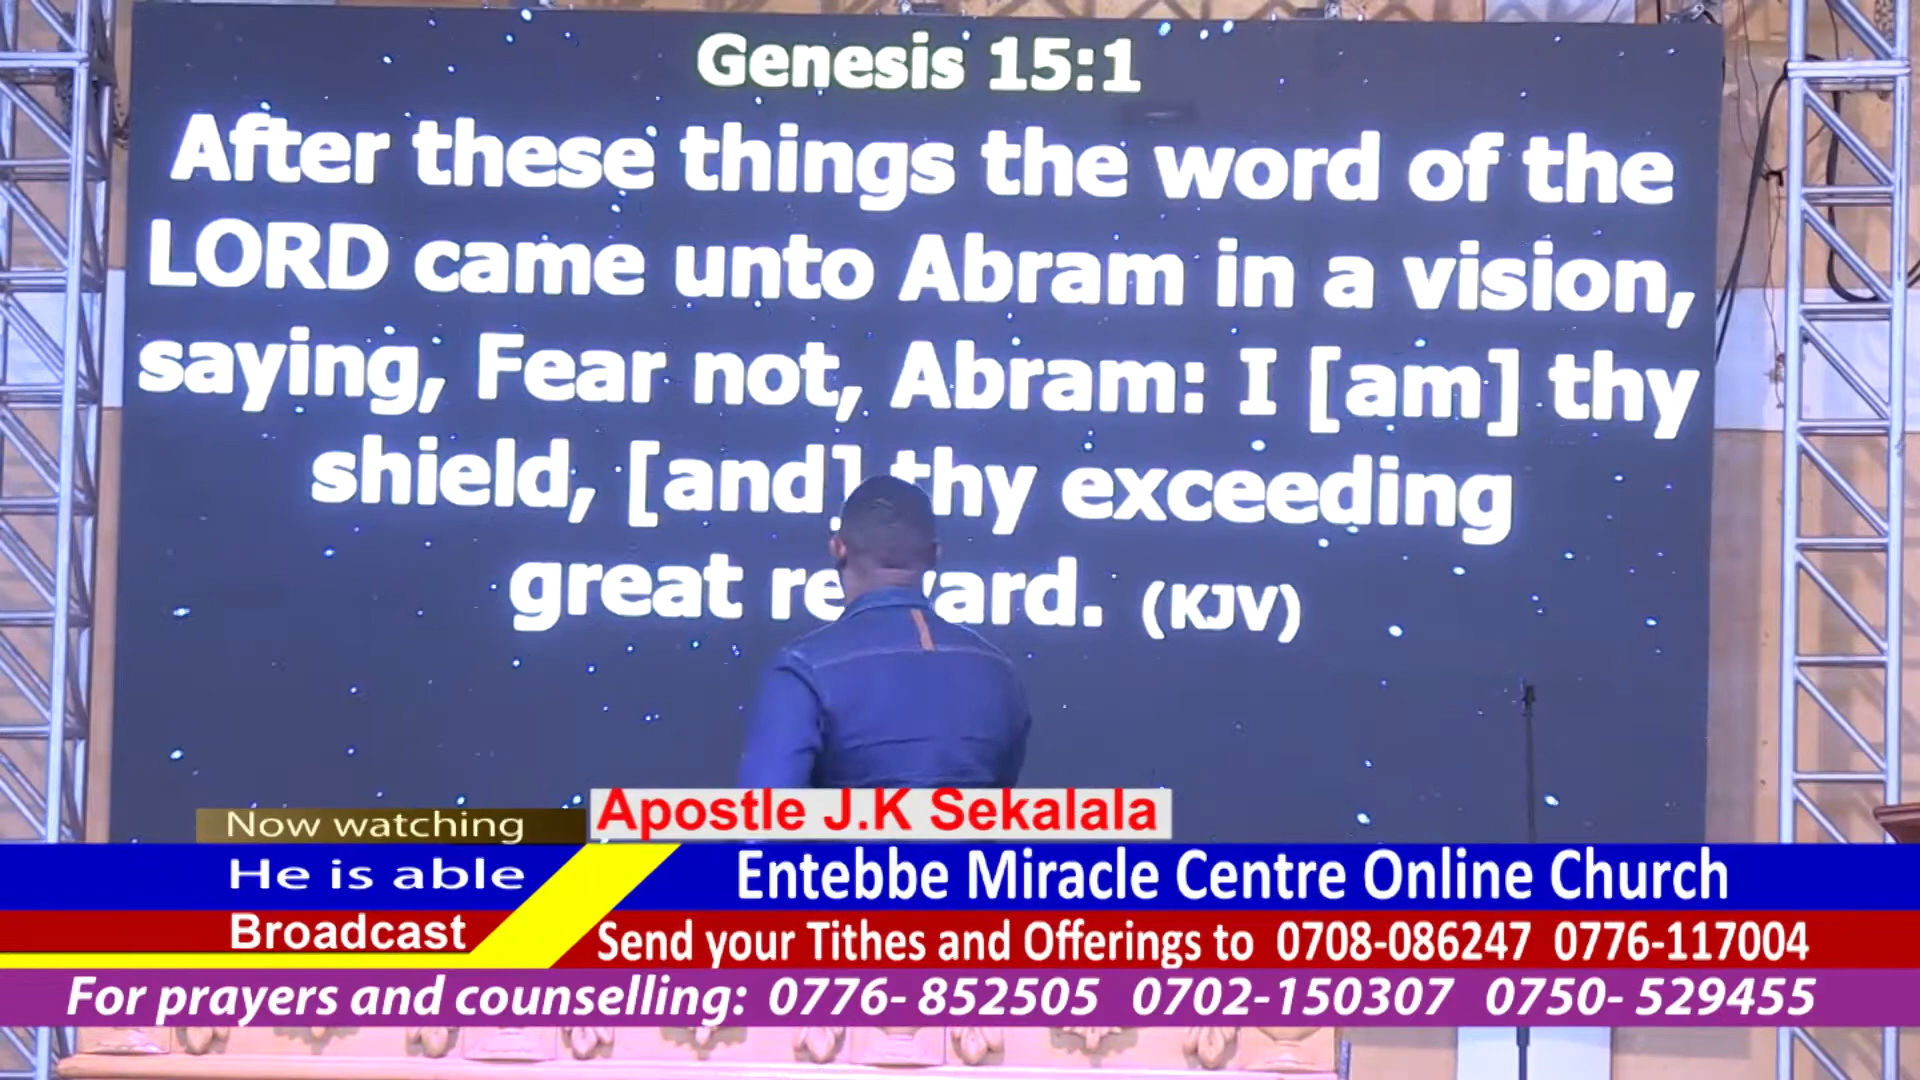 Genesis 15:1
After these things the word of the
LORD came unto Abram in a vision,
saying, Fear not, Abram: I [am] thy
shield, [and] thy exceeding
great reward. (KJV)
Apostle J.K Sekalala
Now watching
He is able
Entebbe Miracle Centre Online Church
Broadcast
Send your Tithes and Offerings to 0708-086247 0776-117004
For prayers and counselling: 0776- 852505 0702-150307 0750- 529455